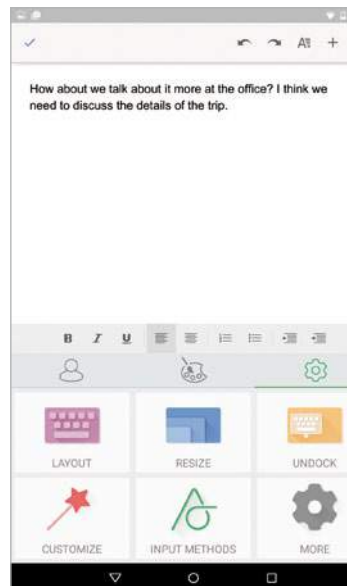 How about we talk about it more at the office? I think we
need to discuss the details of the trip.
B I U
LAYOUT RESIZE UNDOCK
CUSTOMIZE INPUT METHODS MORE